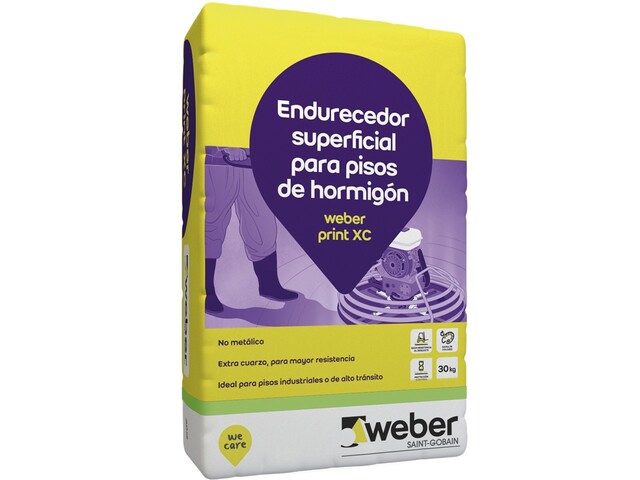 Endurecedor
superficial
para pisos
de hormigón
weber
print XC
No metálico
Extra cuarzo, para mayor resistencia
Ideal para pisos industriales o de alto tránsito
30 kg
we
care
weber
SAINT-GOBAIN